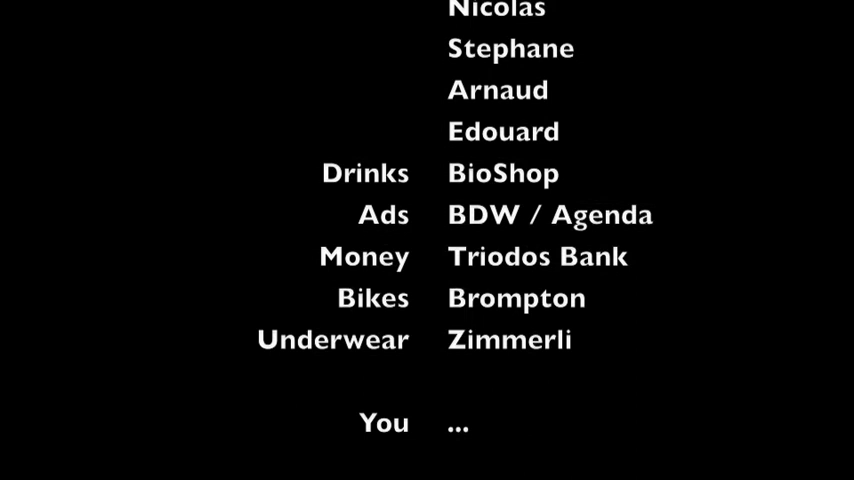 Nicolas
Stephane
Arnaud
Edouard
Drinks BioShop
Ads BDW / Agenda
Money Triodos Bank
Bikes Brompton
Underwear Zimmerli
You ...